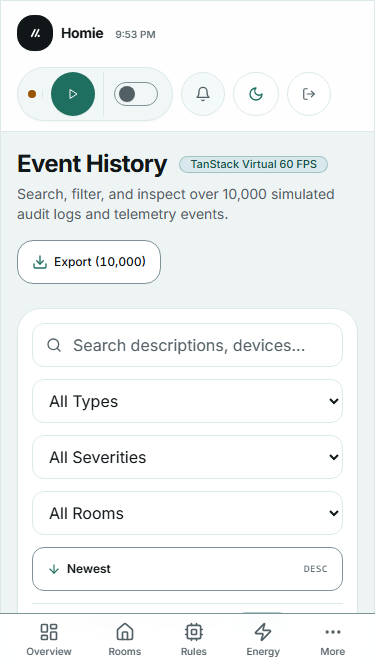 Homie 9:53 PM
Event History TanStack Virtual 60 FPS
Search, filter, and inspect over 10,000 simulated
audit logs and telemetry events.
Export (10,000)
Search descriptions, devices...
All Types
All Severities
All Rooms
Newest DESC
Overview Rooms Rules Energy More